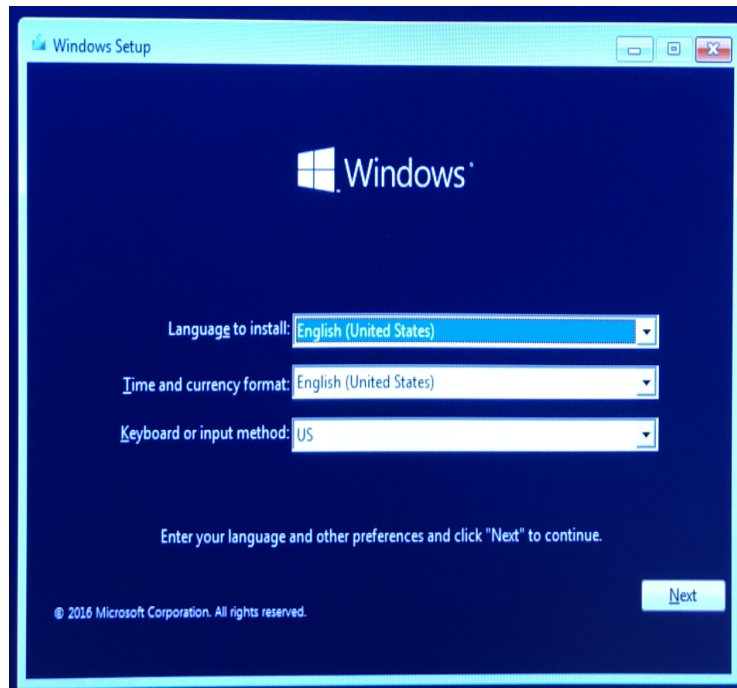 Windows Setup
Windows
Language to install: English (United States)
Time and currency format: English (United States)
Keyboard or input method: US
Enter your language and other preferences and click "Next" to continue.
Next
© 2016 Microsoft Corporation. All rights reserved.